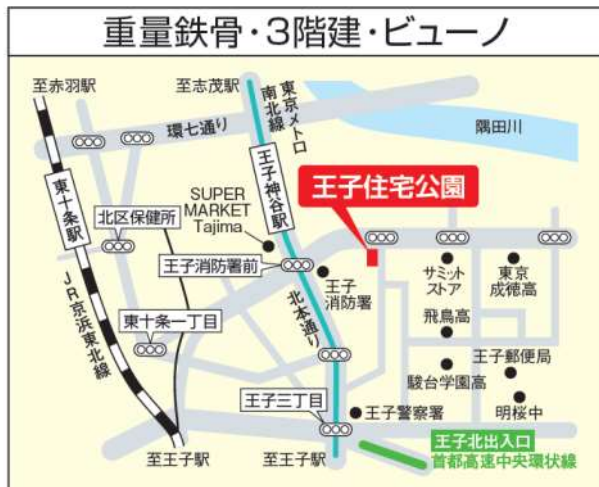 重量鉄骨・3階建・ビューノ
至赤羽駅
至志茂駅
東京メトロ
南北線
環七通り
隅田川
王子神谷駅
東十条駅
SUPER
MARKET
Tajima
王子住宅公園
北区保健所
王子消防署前
王子
消防署
サミット
ストア
東京
成徳高
JR京浜東北線
北本通り
東十条一丁目
飛鳥高
駿台学園高
王子郵便局
明桜中
王子三丁目
王子警察署
王子北出入口
首都高速中央環状線
至王子駅
至王子駅